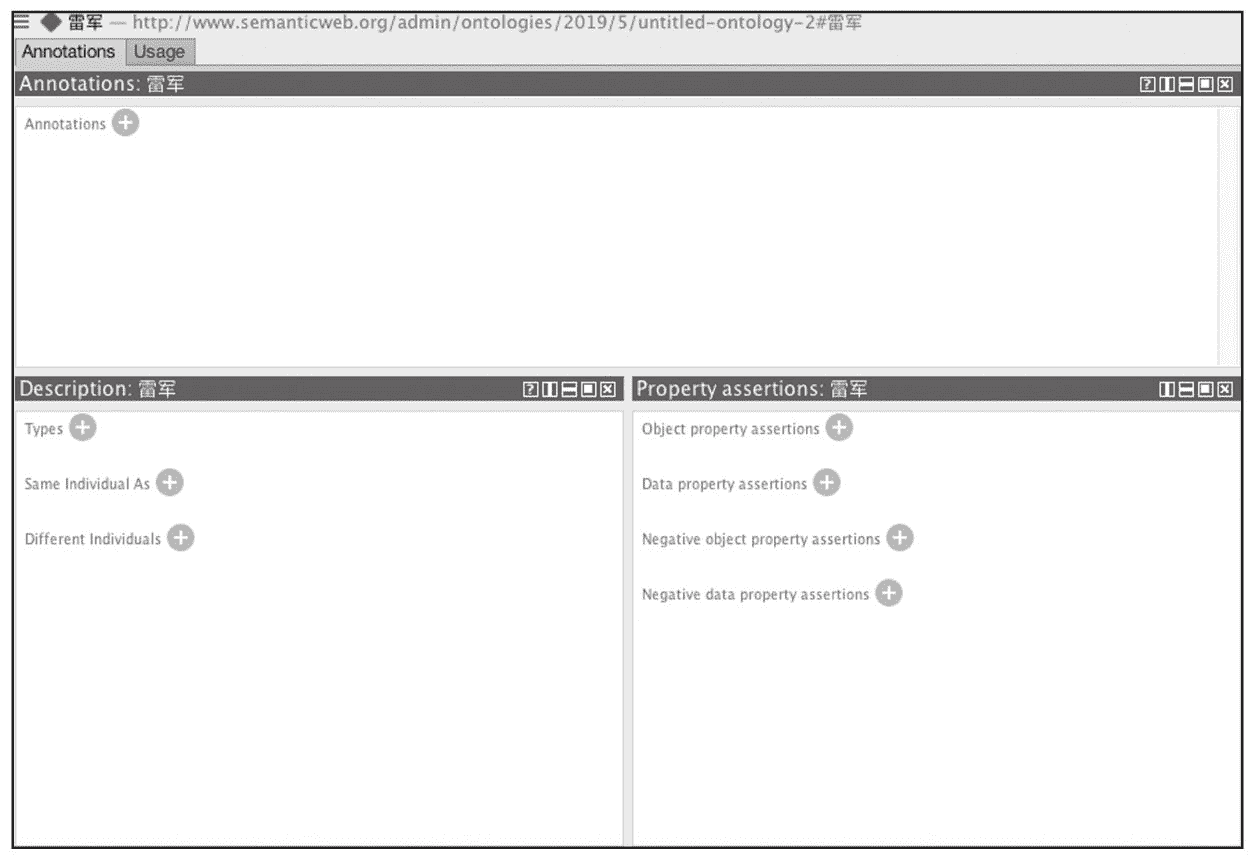 雷军 — http://www.semanticweb.org/admin/ontologies/2019/5/untitled-ontology-2#雷军
Annotations Usage
Annotations: 雷军
Annotations
Description: 雷军
Types
Same Individual As
Different Individuals
Property assertions: 雷军
Object property assertions
Data property assertions
Negative object property assertions
Negative data property assertions